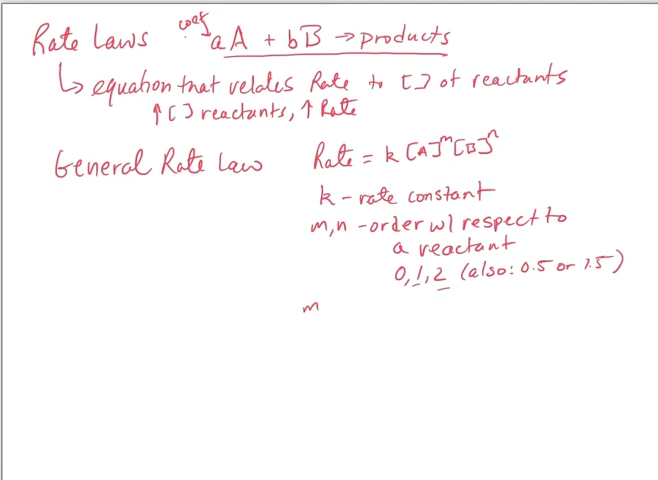 coef
Rate Laws aA + bB → products
↳ equation that relates Rate to [ ] of reactants
↑ [ ] reactants, ↑ Rate
General Rate Law Rate = k [A]^m [B]^n
k - rate constant
m,n - order w/ respect to
a reactant
0, 1, 2 (also: 0.5 or 1.5)
m